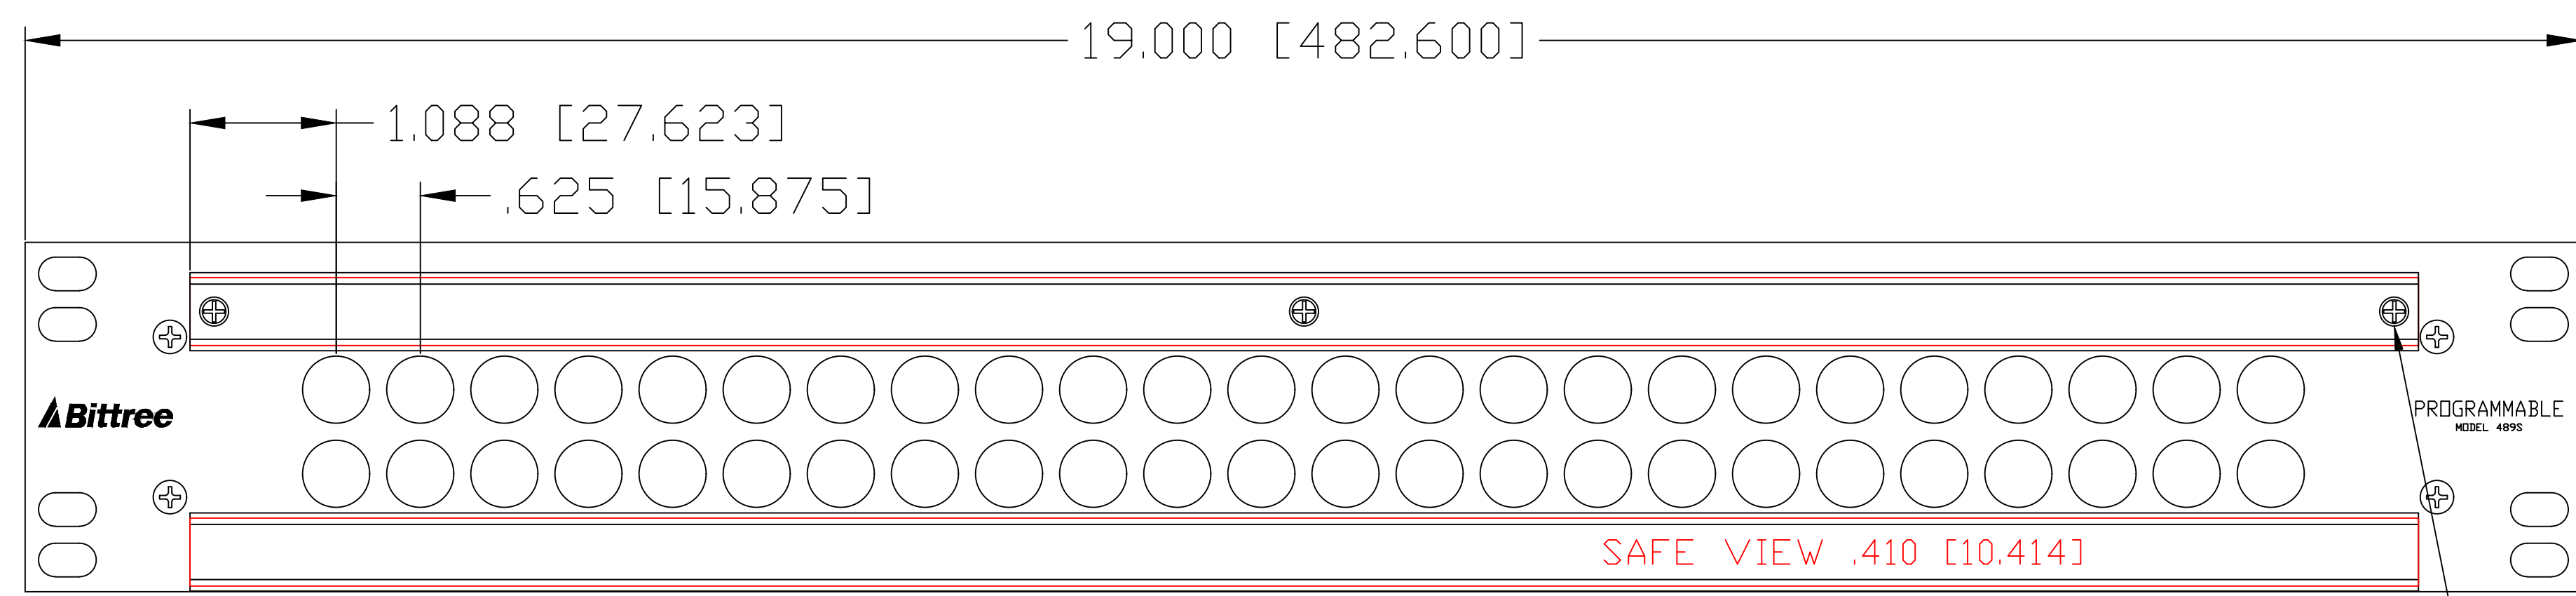 19.000 [482.600]
1.088 [27.623]
.625 [15.875]
Bittree
PROGRAMMABLE
MODEL 489S
SAFE VIEW .410 [10.414]